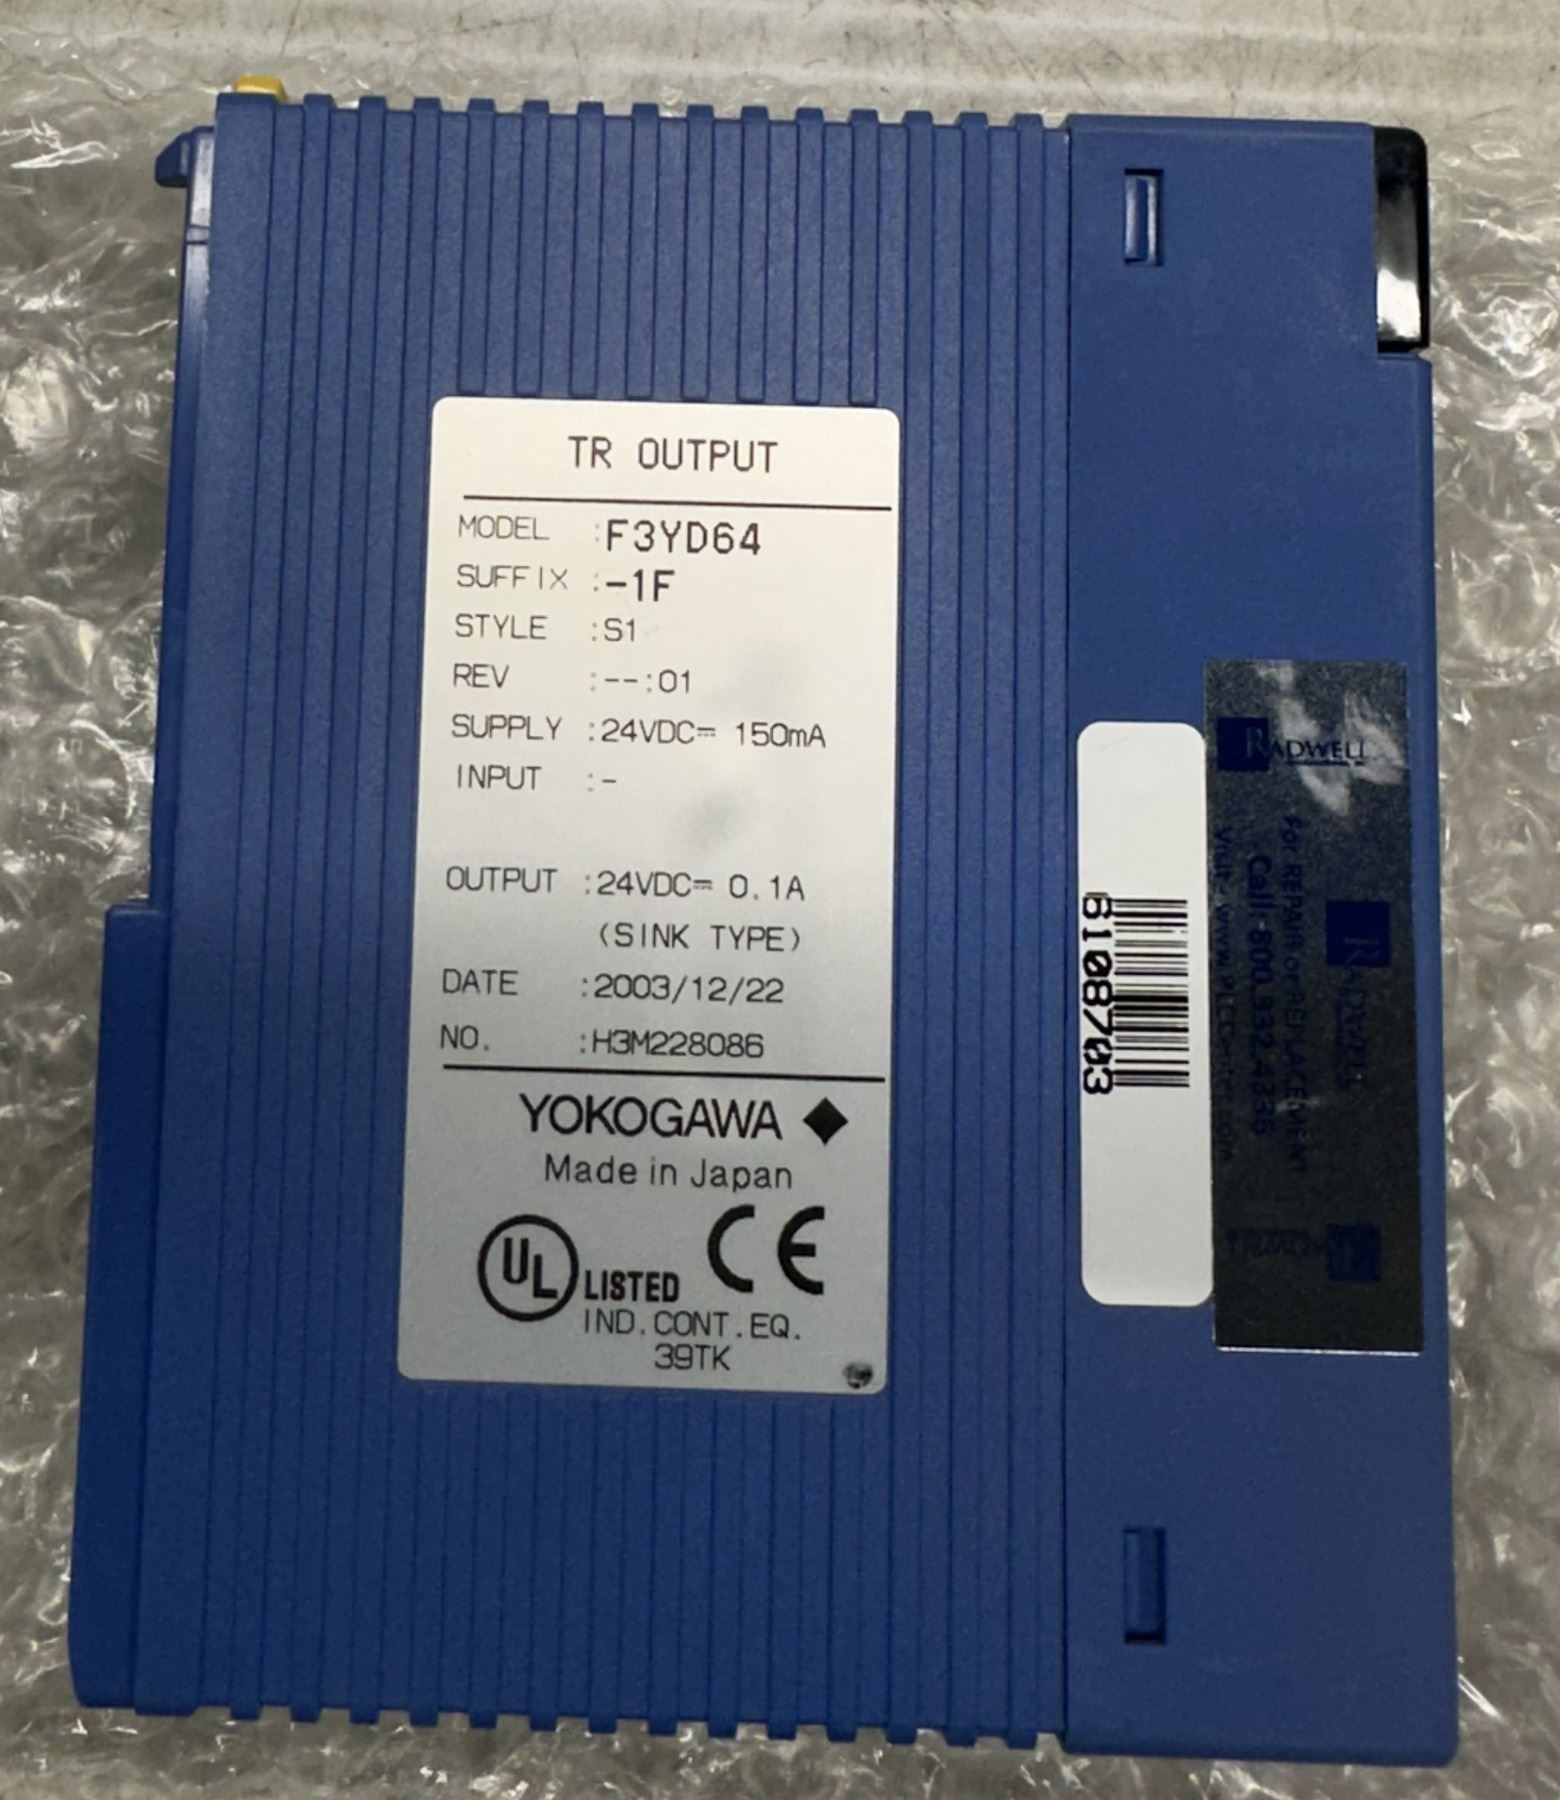 TR OUTPUT
MODEL :F3YD64
SUFFIX :-1F
STYLE :S1
REV :--:01
SUPPLY :24VDC⎓ 150mA
INPUT :-
OUTPUT :24VDC⎓ 0.1A
(SINK TYPE)
DATE :2003/12/22
NO. :H3M228086
YOKOGAWA ◆
Made in Japan
UL LISTED CE
IND.CONT.EQ.
39TK
6108703
RADWELL
For REPAIR or REPLACEMENT
Call: 800.332.4336
RADWELL